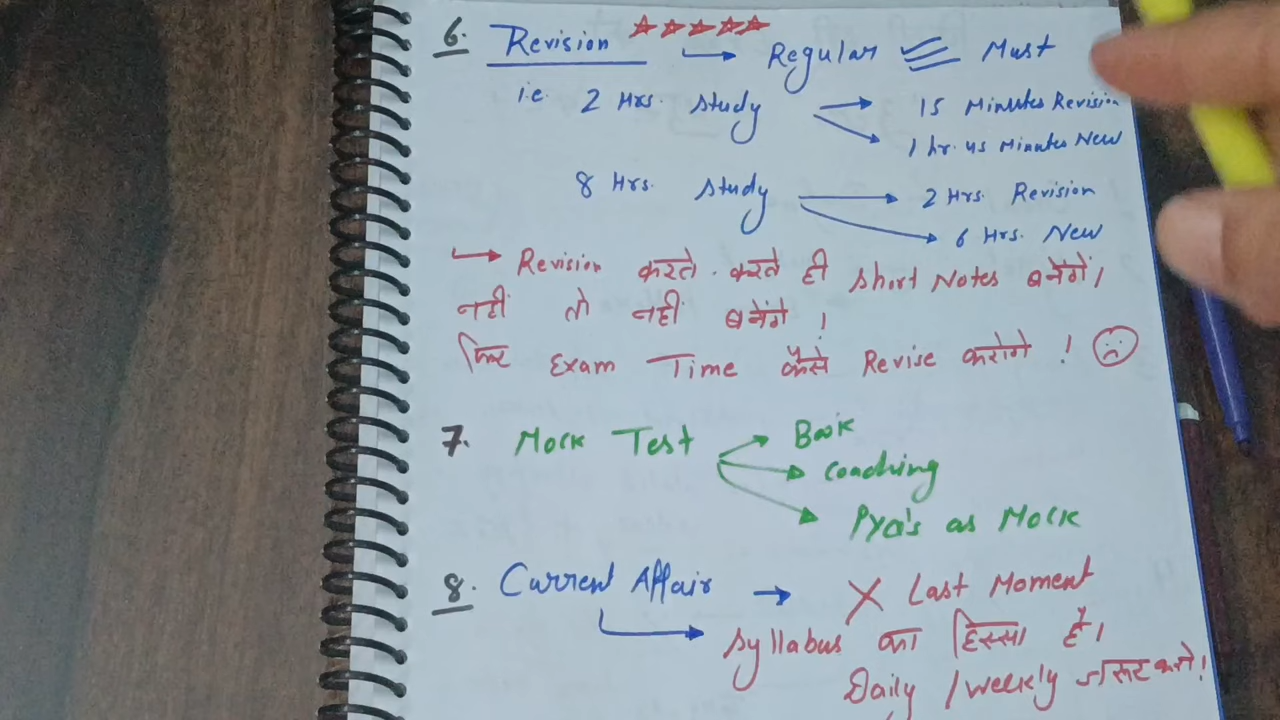 6. Revision ☆☆☆☆☆ → Regular Must
i.e. 2 Hrs. study → 15 Minutes Revision
→ 1 hr. 45 Minutes New
8 Hrs. study → 2 Hrs. Revision
→ 6 Hrs. New
→ Revision करते करते ही short Notes बनेगें।
नहीं तो नहीं बनेंगे !
फिर Exam Time कैसे Revise करोगे ! ☹
7. Mock Test → Book
→ Coaching
→ Pyq's as Mock
8. Current Affair → X Last Moment
→ syllabus का हिस्सा है।
Daily / weekly जरूर करो !